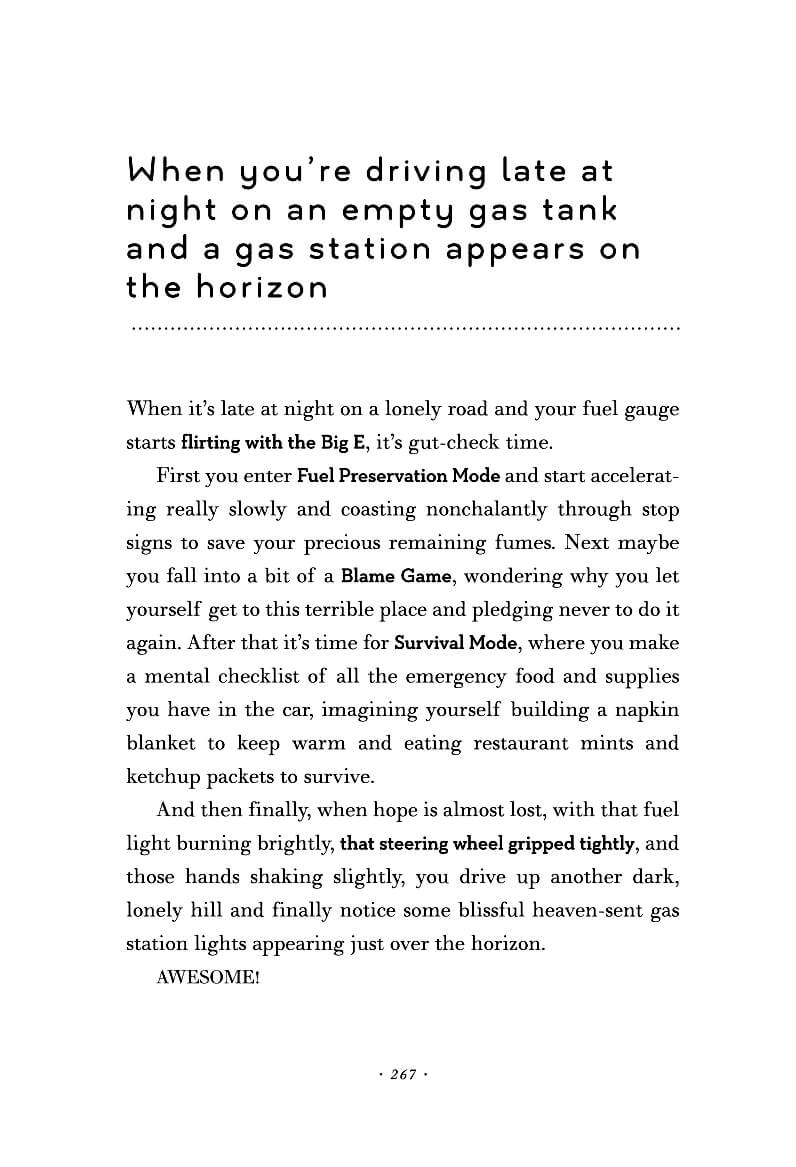 When you’re driving late at
night on an empty gas tank
and a gas station appears on
the horizon
When it’s late at night on a lonely road and your fuel gauge
starts flirting with the Big E, it’s gut-check time.
First you enter Fuel Preservation Mode and start accelerat-
ing really slowly and coasting nonchalantly through stop
signs to save your precious remaining fumes. Next maybe
you fall into a bit of a Blame Game, wondering why you let
yourself get to this terrible place and pledging never to do it
again. After that it’s time for Survival Mode, where you make
a mental checklist of all the emergency food and supplies
you have in the car, imagining yourself building a napkin
blanket to keep warm and eating restaurant mints and
ketchup packets to survive.
And then finally, when hope is almost lost, with that fuel
light burning brightly, that steering wheel gripped tightly, and
those hands shaking slightly, you drive up another dark,
lonely hill and finally notice some blissful heaven-sent gas
station lights appearing just over the horizon.
AWESOME!
· 267 ·